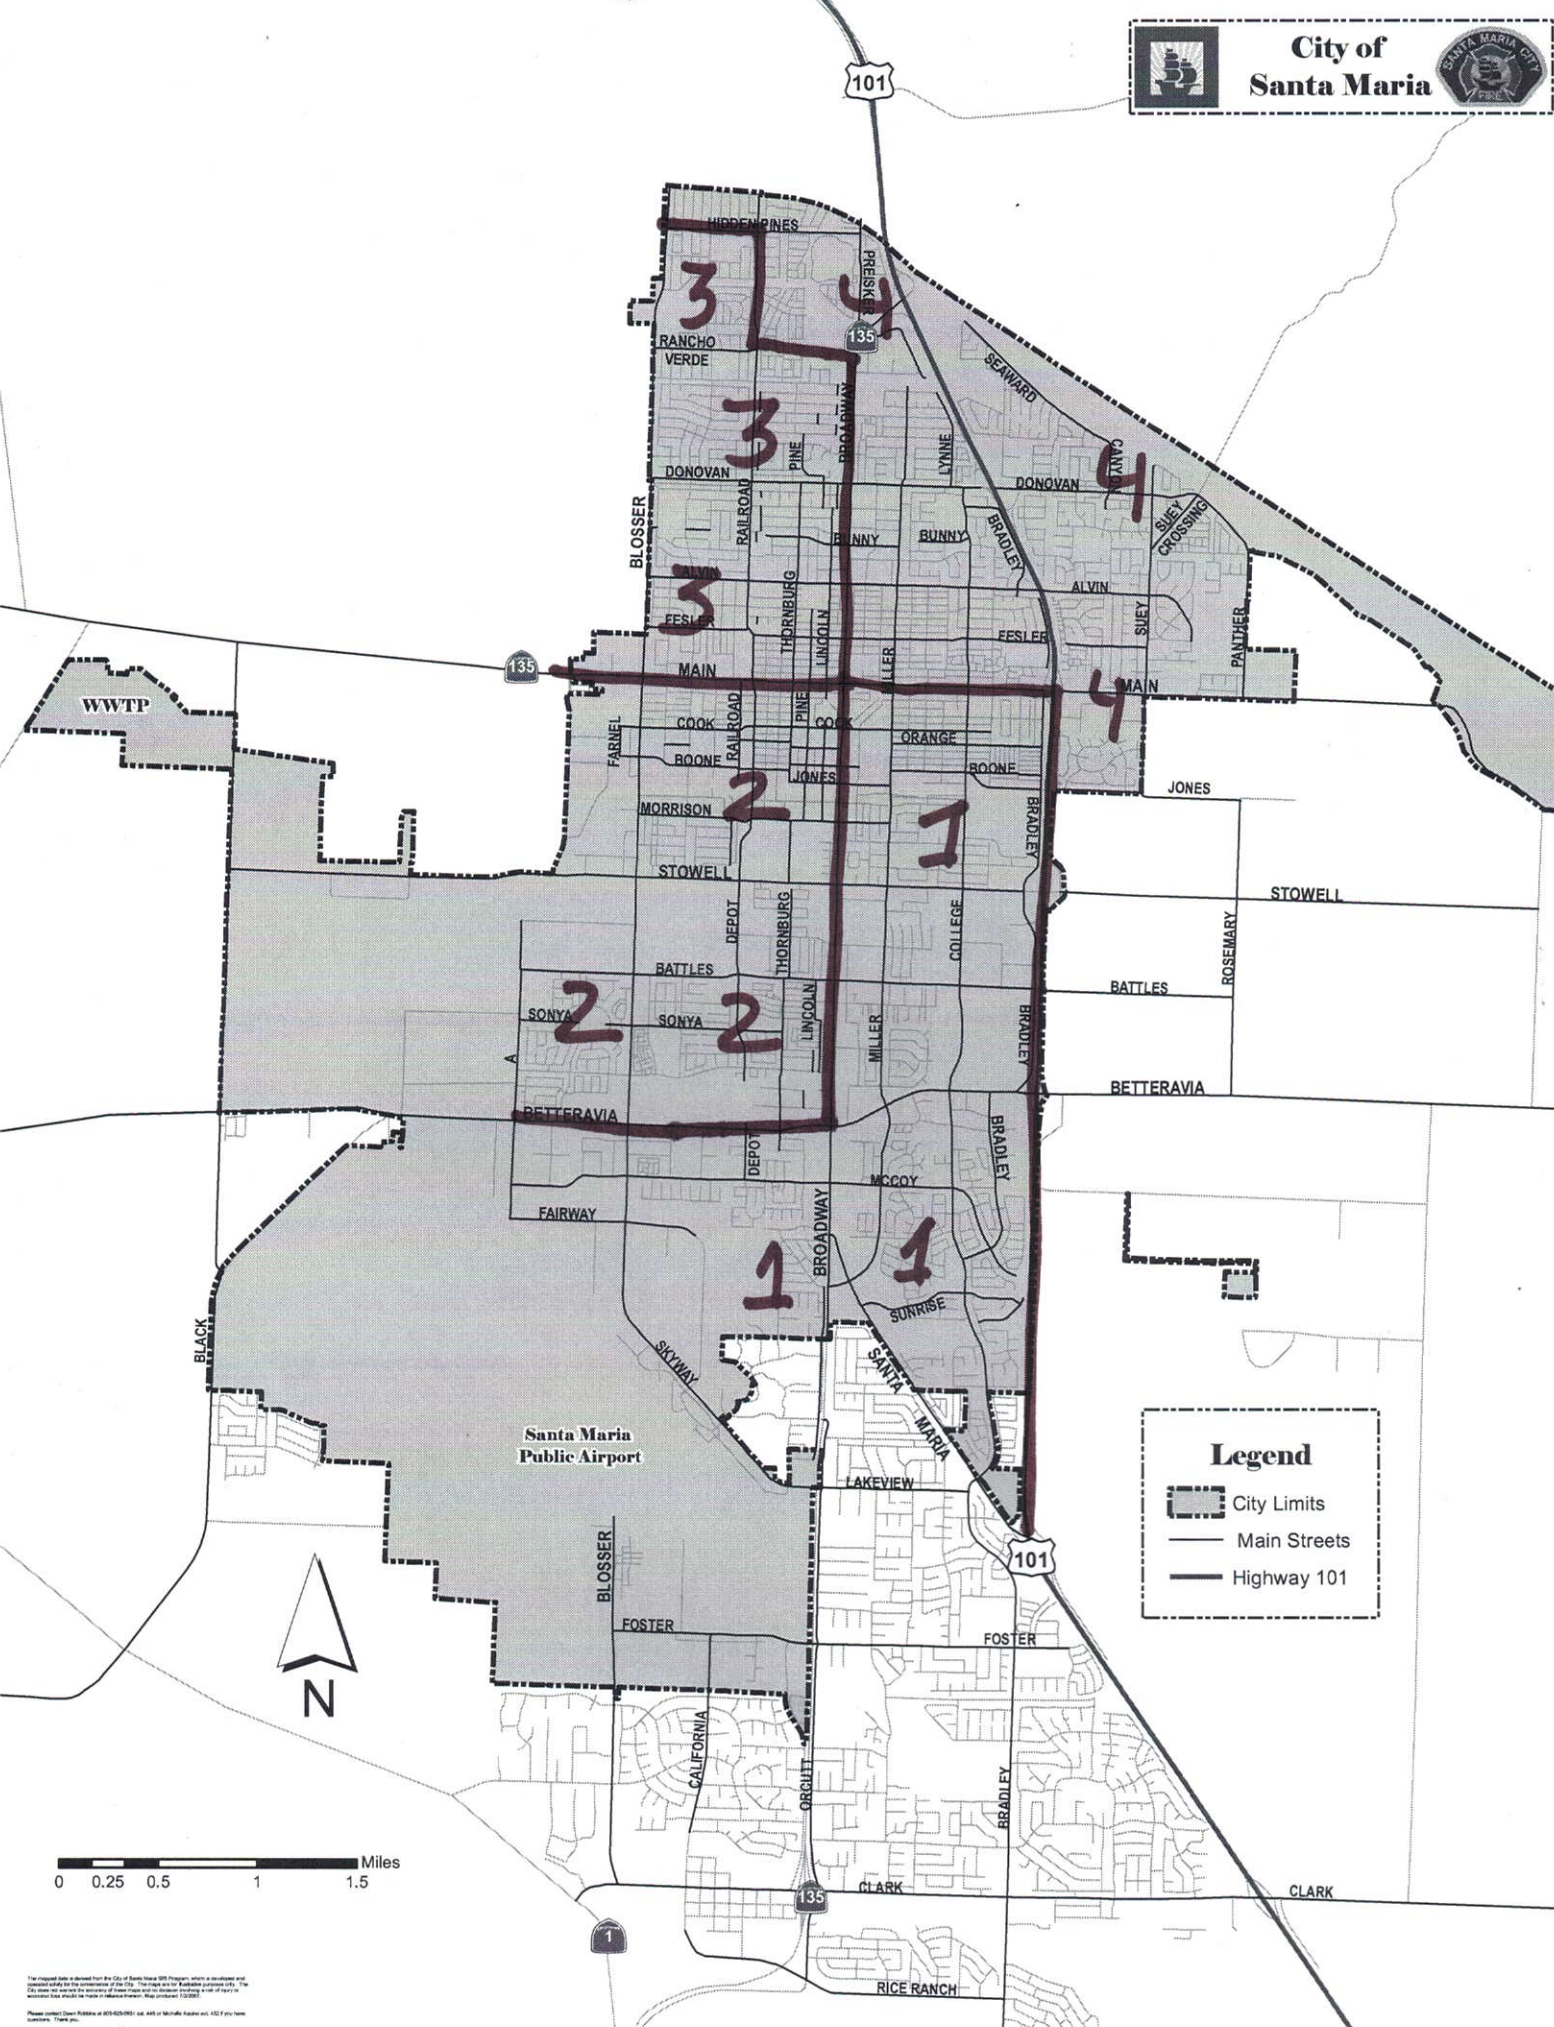 101
City of
Santa Maria
SANTA MARIA CITY
FIRE
HIDDEN PINES
PREISKER
3
4
135
RANCHO
VERDE
SEAWARD
BROADWAY
3
PINE
LYNNE
CANYON
4
DONOVAN
DONOVAN
RAILROAD
BLOSSER
SUEY
CROSSING
BUNNY
BUNNY
BRADLEY
ALVIN
ALVIN
3
THORNBURG
FESLER
LINCOLN
FESLER
SUEY
PANTHER
135
MAIN
MILLER
MAIN
4
WWTP
FARNEL
COOK
RAILROAD
PINE
COOK
ORANGE
BOONE
JONES
BOONE
JONES
2
MORRISON
1
BRADLEY
STOWELL
STOWELL
DEPOT
THORNBURG
COLLEGE
ROSEMARY
BATTLES
BATTLES
2
2
SONYA
SONYA
LINCOLN
MILLER
BRADLEY
A
BETTERAVIA
BETTERAVIA
DEPOT
BRADLEY
MCCOY
FAIRWAY
BROADWAY
1
1
SUNRISE
BLACK
SKYWAY
SANTA
MARIA
Santa Maria
Public Airport
LAKEVIEW
Legend
City Limits
Main Streets
Highway 101
101
BLOSSER
FOSTER
FOSTER
N
CALIFORNIA
ORCUTT
BRADLEY
Miles
0 0.25 0.5 1 1.5
CLARK
CLARK
135
1
RICE RANCH